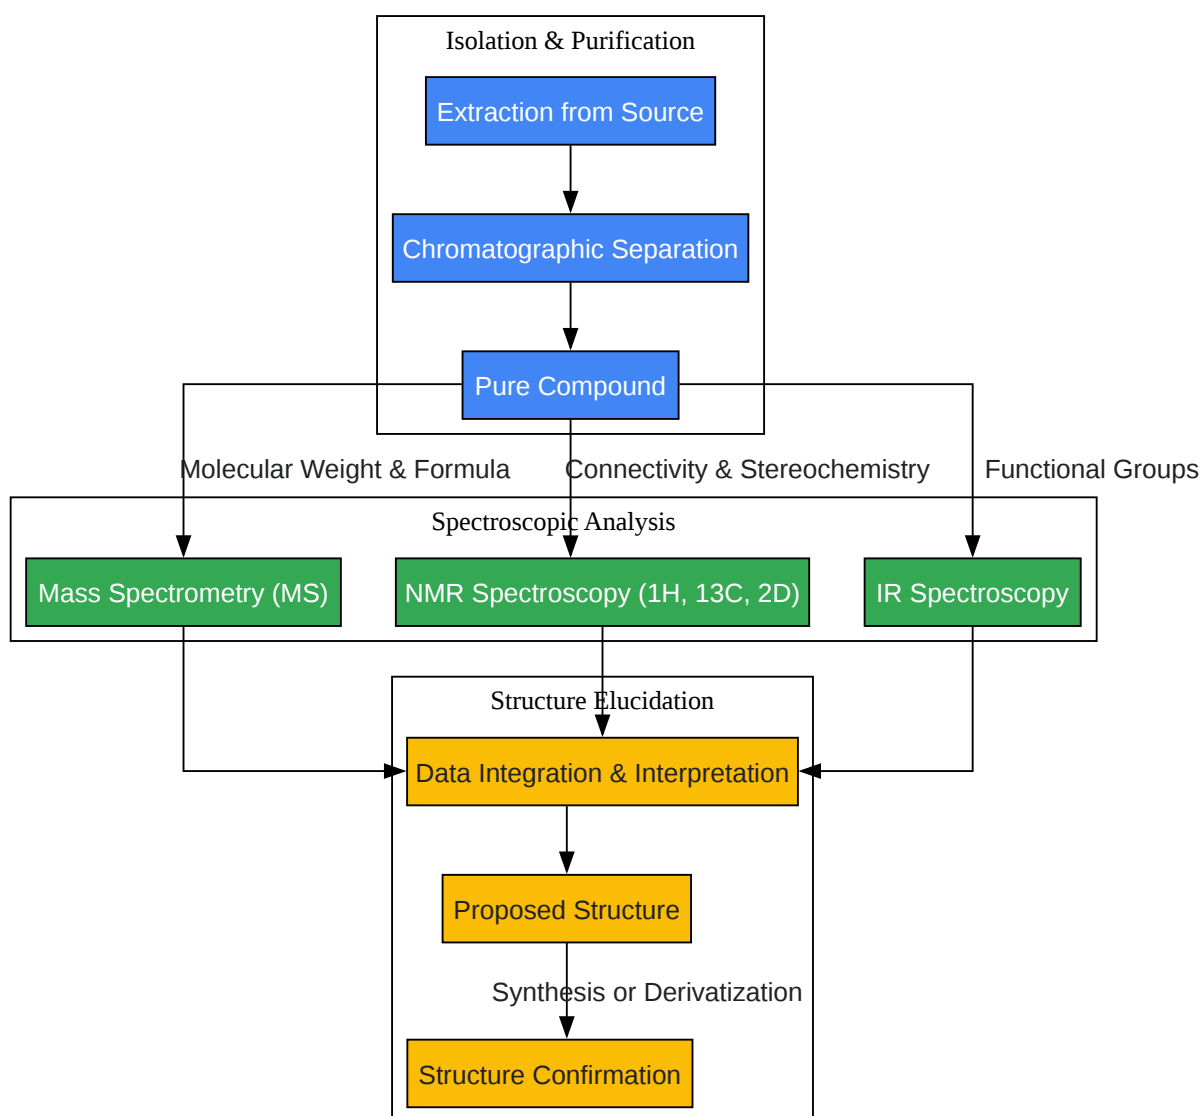 Isolation & Purification
Extraction from Source
Chromatographic Separation
Pure Compound
Molecular Weight & Formula
Connectivity & Stereochemistry
Functional Groups
Spectroscopic Analysis
Mass Spectrometry (MS)
NMR Spectroscopy (1H, 13C, 2D)
IR Spectroscopy
Structure Elucidation
Data Integration & Interpretation
Proposed Structure
Synthesis or Derivatization
Structure Confirmation